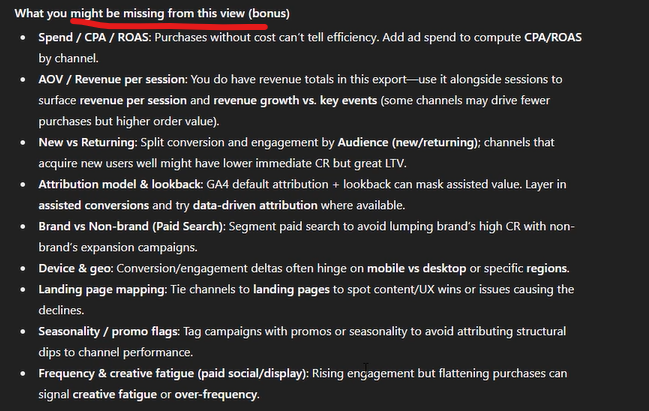 What you might be missing from this view (bonus)
• Spend / CPA / ROAS: Purchases without cost can’t tell efficiency. Add ad spend to compute CPA/ROAS
by channel.
• AOV / Revenue per session: You do have revenue totals in this export—use it alongside sessions to
surface revenue per session and revenue growth vs. key events (some channels may drive fewer
purchases but higher order value).
• New vs Returning: Split conversion and engagement by Audience (new/returning); channels that
acquire new users well might have lower immediate CR but great LTV.
• Attribution model & lookback: GA4 default attribution + lookback can mask assisted value. Layer in
assisted conversions and try data-driven attribution where available.
• Brand vs Non-brand (Paid Search): Segment paid search to avoid lumping brand’s high CR with non-
brand’s expansion campaigns.
• Device & geo: Conversion/engagement deltas often hinge on mobile vs desktop or specific regions.
• Landing page mapping: Tie channels to landing pages to spot content/UX wins or issues causing the
declines.
• Seasonality / promo flags: Tag campaigns with promos or seasonality to avoid attributing structural
dips to channel performance.
• Frequency & creative fatigue (paid social/display): Rising engagement but flattening purchases can
signal creative fatigue or over-frequency.